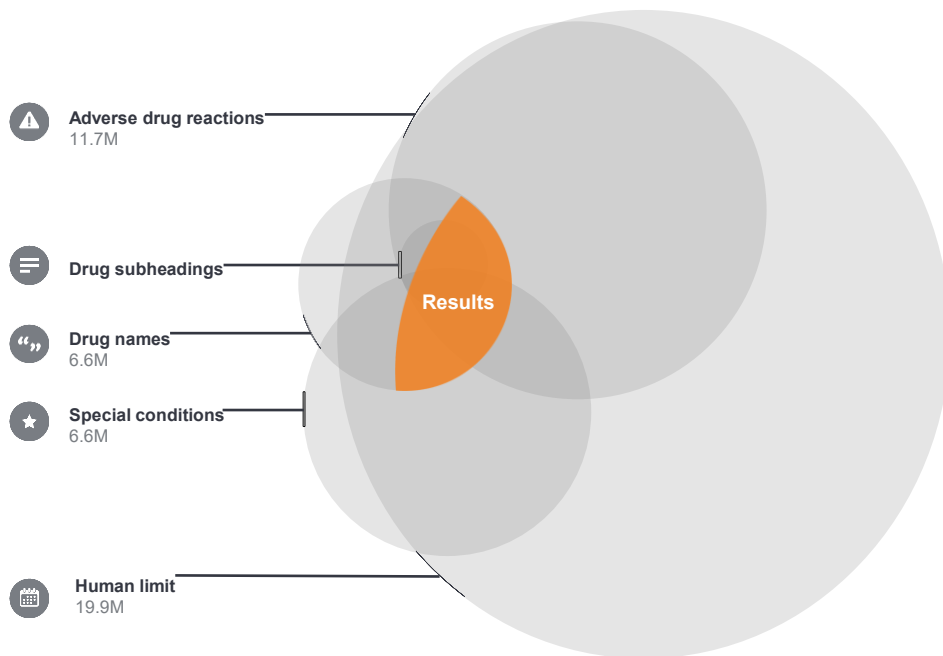 Adverse drug reactions
11.7M
Drug subheadings
Results
Drug names
6.6M
Special conditions
6.6M
Human limit
19.9M